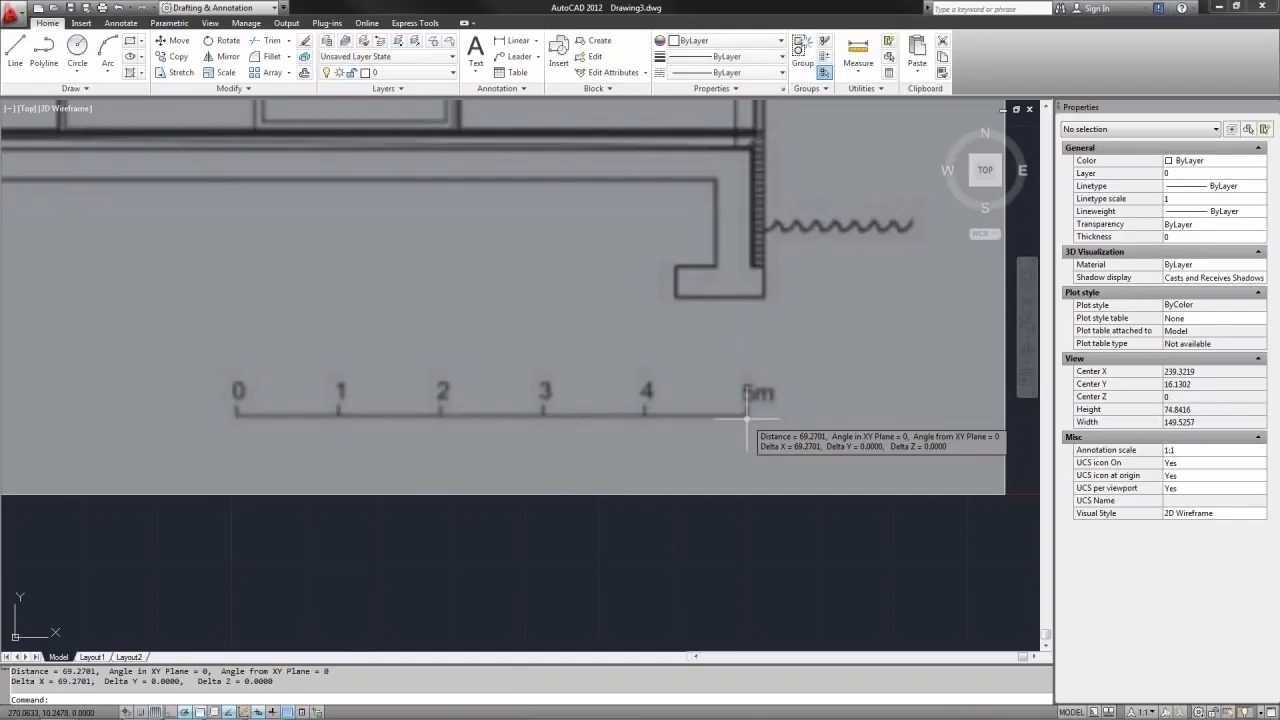 Drafting & Annotation
AutoCAD 2012 Drawing3.dwg
Type a keyword or phrase
Sign In
Home Insert Annotate Parametric View Manage Output Plug-ins Online Express Tools
Line Polyline Circle Arc
Draw
Move Rotate Trim
Copy Mirror Fillet
Stretch Scale Array
Modify
Unsaved Layer State
0
Layers
Text
Linear
Leader
Table
Annotation
Insert
Create
Edit
Edit Attributes
Block
ByLayer
ByLayer
ByLayer
Properties
Group
Groups
Measure
Utilities
Paste
Clipboard
[−] [Top] [2D Wireframe]
N
W TOP E
S
WCS
0 1 2 3 4 5m
Distance = 69.2701, Angle in XY Plane = 0, Angle from XY Plane = 0
Delta X = 69.2701, Delta Y = 0.0000, Delta Z = 0.0000
Y
X
Model Layout1 Layout2
Distance = 69.2701, Angle in XY Plane = 0, Angle from XY Plane = 0
Delta X = 69.2701, Delta Y = 0.0000, Delta Z = 0.0000
Command:
270.0633, 10.2478, 0.0000
MODEL
1:1
Properties
No selection
General
Color ByLayer
Layer 0
Linetype ByLayer
Linetype scale 1
Lineweight ByLayer
Transparency ByLayer
Thickness 0
3D Visualization
Material ByLayer
Shadow display Casts and Receives Shadows
Plot style
Plot style ByColor
Plot style table None
Plot table attached to Model
Plot table type Not available
View
Center X 239.3219
Center Y 16.1302
Center Z 0
Height 74.8416
Width 149.5257
Misc
Annotation scale 1:1
UCS icon On Yes
UCS icon at origin Yes
UCS per viewport Yes
UCS Name
Visual Style 2D Wireframe